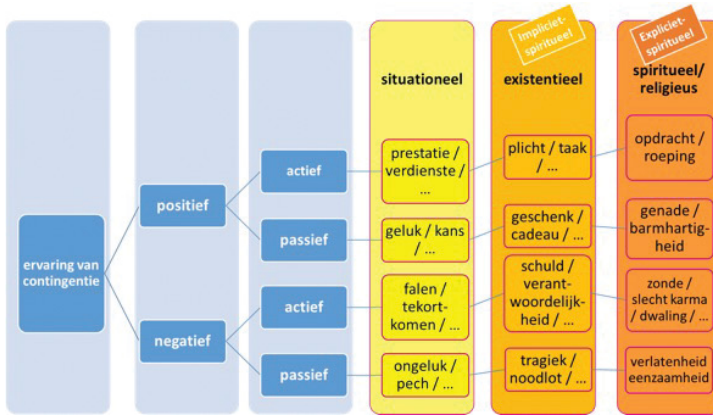 Impliciet-
spiritueel
Expliciet-
spiritueel
situationeel
existentieel
spiritueel/
religieus
ervaring van
contingentie
positief
negatief
actief
passief
actief
passief
prestatie /
verdienste /
...
plicht / taak
/ ...
opdracht /
roeping
geluk / kans
/ ...
geschenk /
cadeau / ...
genade /
barmhartig-
heid
falen /
tekort-
komen / ...
schuld /
verant-
woordelijk-
heid / ...
zonde /
slecht karma
/ dwaling / ...
ongeluk /
pech / ...
tragiek /
noodlot / ...
verlatenheid
eenzaamheid